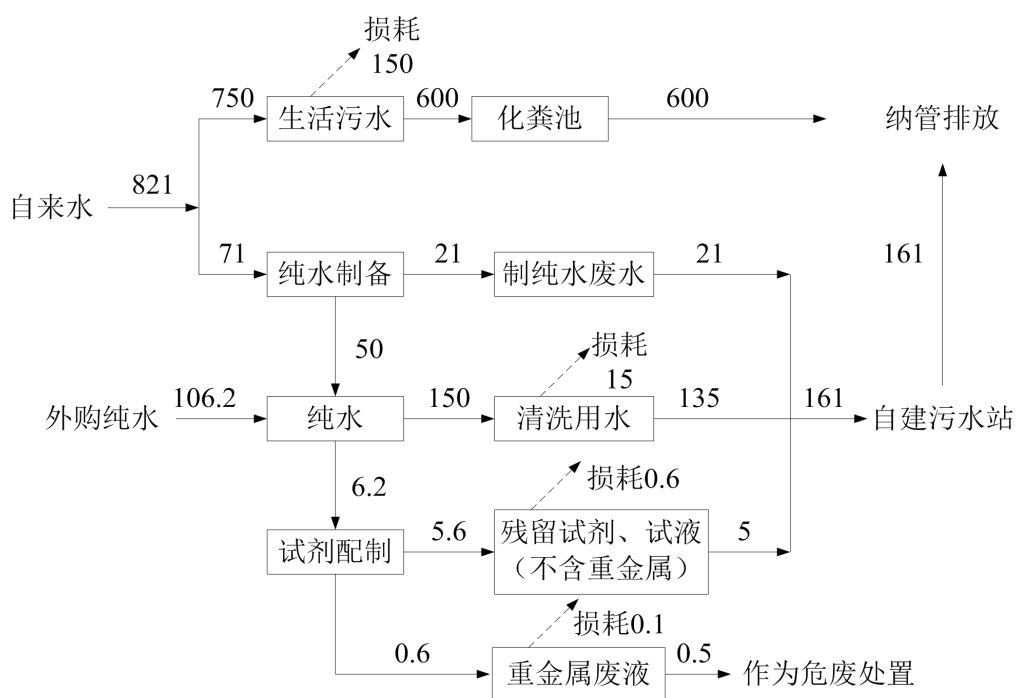 损耗
150
750
生活污水
600
化粪池
600
纳管排放
821
自来水
71
纯水制备
21
制纯水废水
21
161
50
损耗
15
外购纯水
106.2
纯水
150
清洗用水
135
161
自建污水站
6.2
损耗0.6
试剂配制
5.6
残留试剂、试液
（不含重金属）
5
损耗0.1
0.6
重金属废液
0.5
作为危废处置